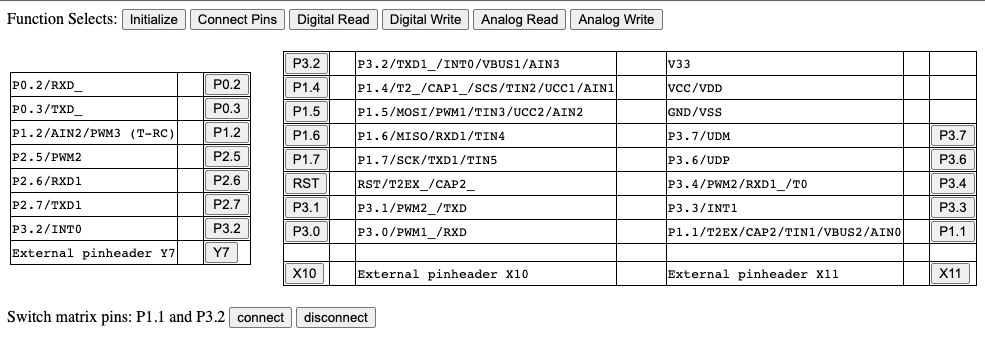 Function Selects: Initialize Connect Pins Digital Read Digital Write Analog Read Analog Write
P0.2/RXD_ P0.2
P0.3/TXD_ P0.3
P1.2/AIN2/PWM3 (T-RC) P1.2
P2.5/PWM2 P2.5
P2.6/RXD1 P2.6
P2.7/TXD1 P2.7
P3.2/INT0 P3.2
External pinheader Y7 Y7
P3.2 P3.2/TXD1_/INT0/VBUS1/AIN3 V33
P1.4 P1.4/T2_/CAP1_/SCS/TIN2/UCC1/AIN1 VCC/VDD
P1.5 P1.5/MOSI/PWM1/TIN3/UCC2/AIN2 GND/VSS
P1.6 P1.6/MISO/RXD1/TIN4 P3.7/UDM P3.7
P1.7 P1.7/SCK/TXD1/TIN5 P3.6/UDP P3.6
RST RST/T2EX_/CAP2_ P3.4/PWM2/RXD1_/T0 P3.4
P3.1 P3.1/PWM2_/TXD P3.3/INT1 P3.3
P3.0 P3.0/PWM1_/RXD P1.1/T2EX/CAP2/TIN1/VBUS2/AIN0 P1.1
X10 External pinheader X10 External pinheader X11 X11
Switch matrix pins: P1.1 and P3.2 connect disconnect